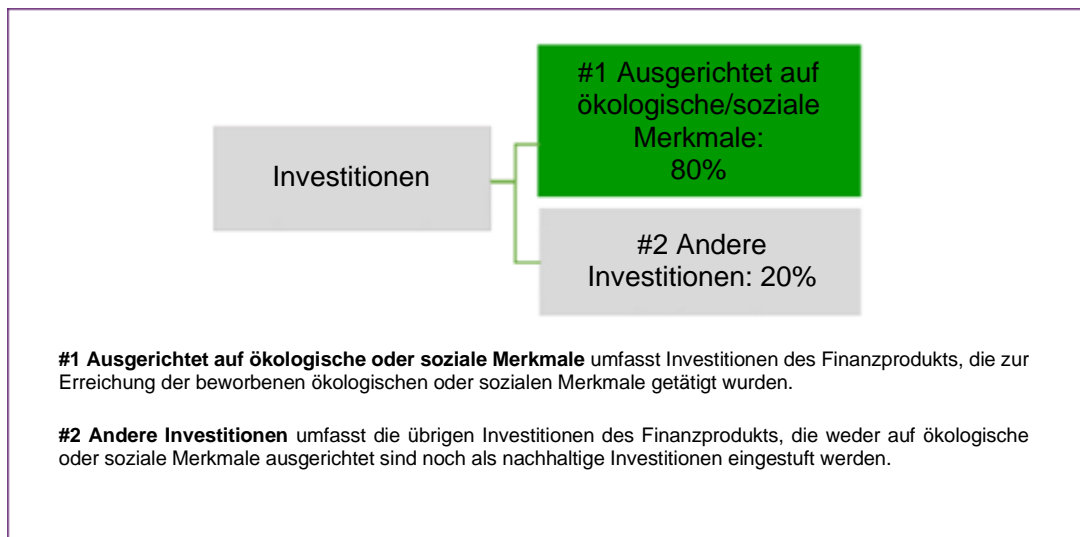 #1 Ausgerichtet auf
ökologische/soziale
Merkmale:
80%
Investitionen
#2 Andere
Investitionen: 20%
#1 Ausgerichtet auf ökologische oder soziale Merkmale umfasst Investitionen des Finanzprodukts, die zur
Erreichung der beworbenen ökologischen oder sozialen Merkmale getätigt wurden.
#2 Andere Investitionen umfasst die übrigen Investitionen des Finanzprodukts, die weder auf ökologische
oder soziale Merkmale ausgerichtet sind noch als nachhaltige Investitionen eingestuft werden.